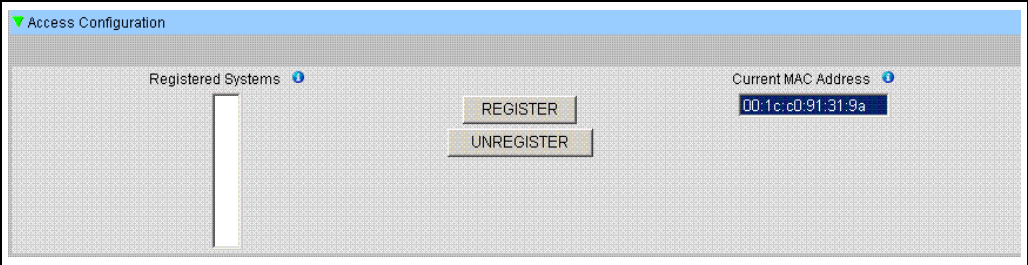 Access Configuration
Registered Systems
Current MAC Address
REGISTER
00:1c:c0:91:31:9a
UNREGISTER